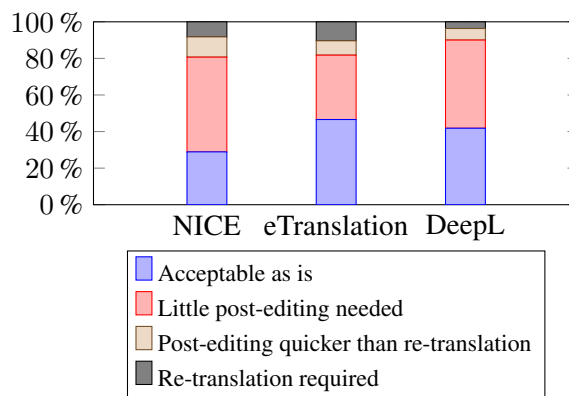 100 %
80 %
60 %
40 %
20 %
0 %
NICE eTranslation DeepL
Acceptable as is
Little post-editing needed
Post-editing quicker than re-translation
Re-translation required